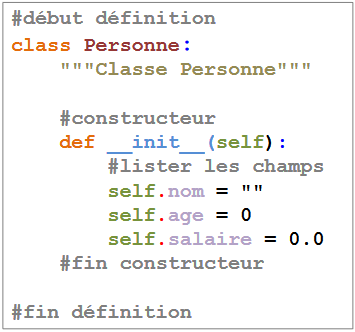 #début définition
class Personne:
"""Classe Personne"""
#constructeur
def __init__(self):
#lister les champs
self.nom = ""
self.age = 0
self.salaire = 0.0
#fin constructeur
#fin définition